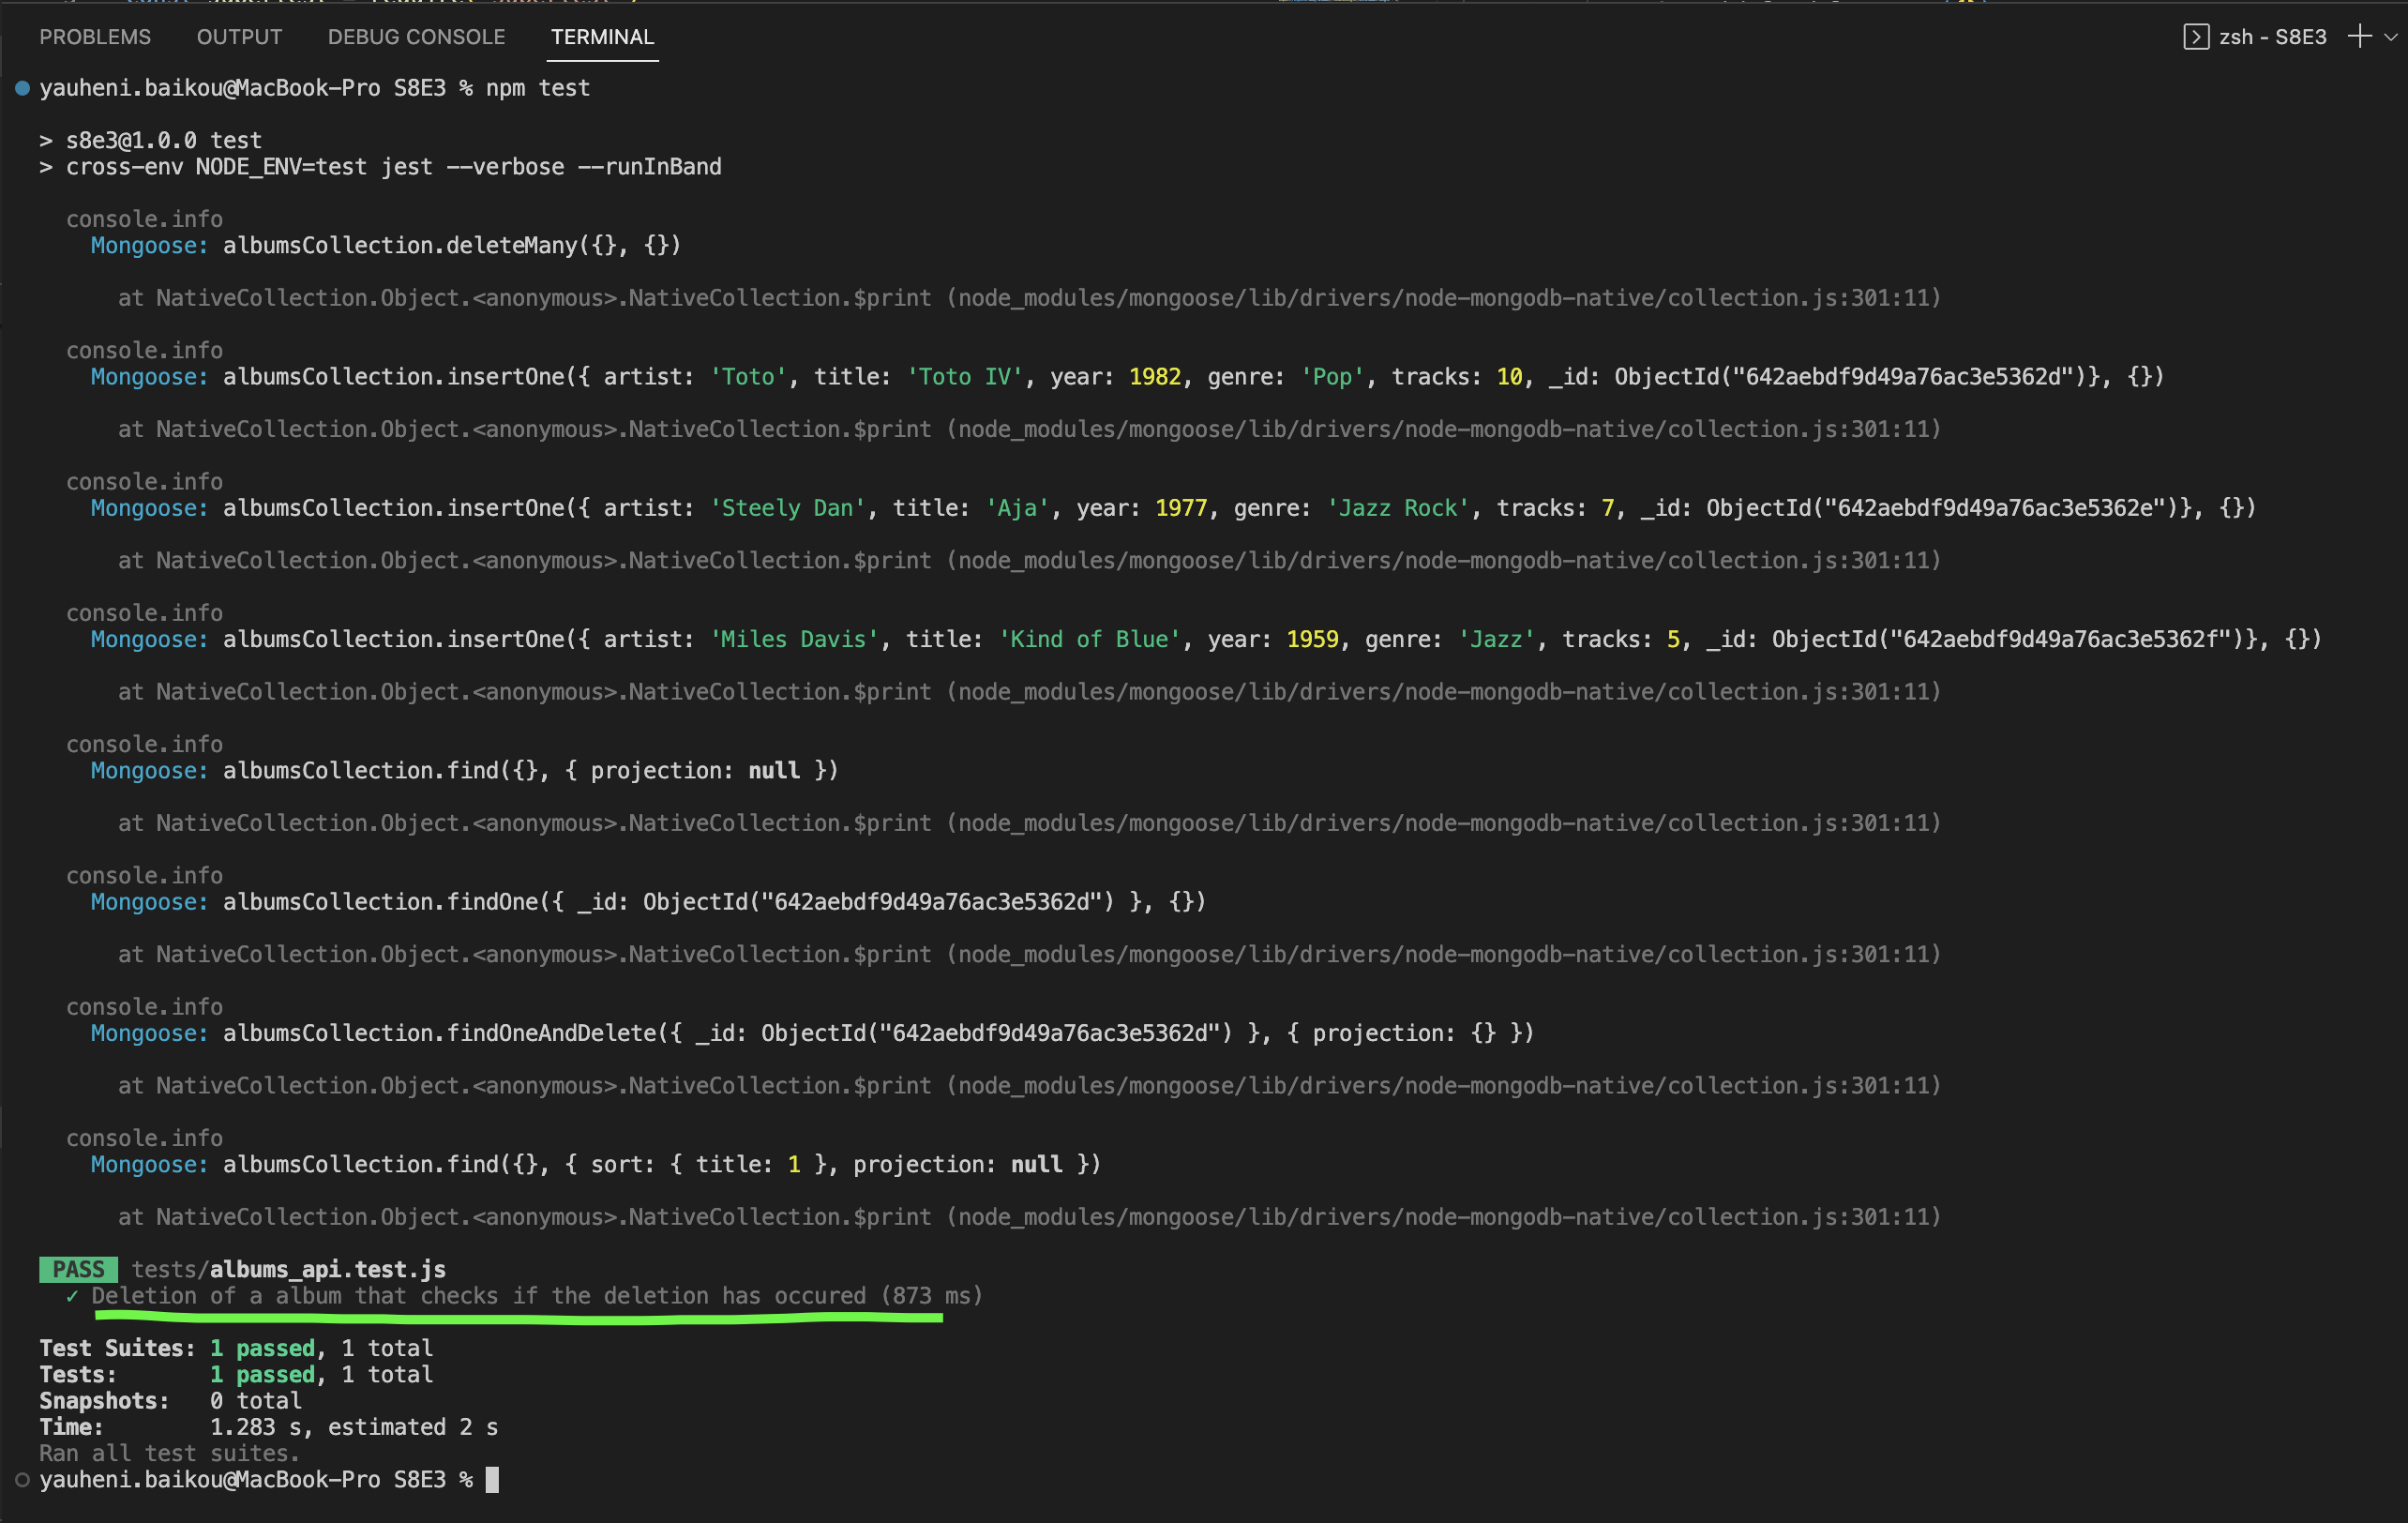 PROBLEMS OUTPUT DEBUG CONSOLE TERMINAL zsh - S8E3
yauheni.baikou@MacBook-Pro S8E3 % npm test
> s8e3@1.0.0 test
> cross-env NODE_ENV=test jest --verbose --runInBand
console.info
Mongoose: albumsCollection.deleteMany({}, {})
at NativeCollection.Object.<anonymous>.NativeCollection.$print (node_modules/mongoose/lib/drivers/node-mongodb-native/collection.js:301:11)
console.info
Mongoose: albumsCollection.insertOne({ artist: 'Toto', title: 'Toto IV', year: 1982, genre: 'Pop', tracks: 10, _id: ObjectId("642aebdf9d49a76ac3e5362d")}, {})
at NativeCollection.Object.<anonymous>.NativeCollection.$print (node_modules/mongoose/lib/drivers/node-mongodb-native/collection.js:301:11)
console.info
Mongoose: albumsCollection.insertOne({ artist: 'Steely Dan', title: 'Aja', year: 1977, genre: 'Jazz Rock', tracks: 7, _id: ObjectId("642aebdf9d49a76ac3e5362e")}, {})
at NativeCollection.Object.<anonymous>.NativeCollection.$print (node_modules/mongoose/lib/drivers/node-mongodb-native/collection.js:301:11)
console.info
Mongoose: albumsCollection.insertOne({ artist: 'Miles Davis', title: 'Kind of Blue', year: 1959, genre: 'Jazz', tracks: 5, _id: ObjectId("642aebdf9d49a76ac3e5362f")}, {})
at NativeCollection.Object.<anonymous>.NativeCollection.$print (node_modules/mongoose/lib/drivers/node-mongodb-native/collection.js:301:11)
console.info
Mongoose: albumsCollection.find({}, { projection: null })
at NativeCollection.Object.<anonymous>.NativeCollection.$print (node_modules/mongoose/lib/drivers/node-mongodb-native/collection.js:301:11)
console.info
Mongoose: albumsCollection.findOne({ _id: ObjectId("642aebdf9d49a76ac3e5362d") }, {})
at NativeCollection.Object.<anonymous>.NativeCollection.$print (node_modules/mongoose/lib/drivers/node-mongodb-native/collection.js:301:11)
console.info
Mongoose: albumsCollection.findOneAndDelete({ _id: ObjectId("642aebdf9d49a76ac3e5362d") }, { projection: {} })
at NativeCollection.Object.<anonymous>.NativeCollection.$print (node_modules/mongoose/lib/drivers/node-mongodb-native/collection.js:301:11)
console.info
Mongoose: albumsCollection.find({}, { sort: { title: 1 }, projection: null })
at NativeCollection.Object.<anonymous>.NativeCollection.$print (node_modules/mongoose/lib/drivers/node-mongodb-native/collection.js:301:11)
PASS tests/albums_api.test.js
✓ Deletion of a album that checks if the deletion has occured (873 ms)
Test Suites: 1 passed, 1 total
Tests: 1 passed, 1 total
Snapshots: 0 total
Time: 1.283 s, estimated 2 s
Ran all test suites.
yauheni.baikou@MacBook-Pro S8E3 %